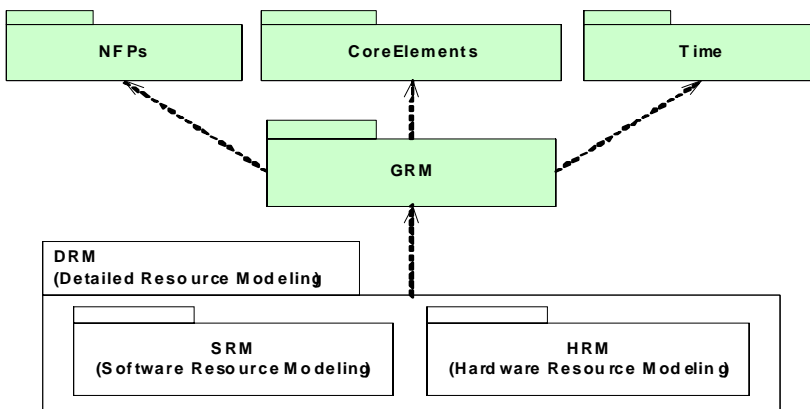 NFPs
CoreElements
Time
GRM
DRM
(Detailed Resource Modeling)
SRM
(Software Resource Modeling)
HRM
(Hardware Resource Modeling)